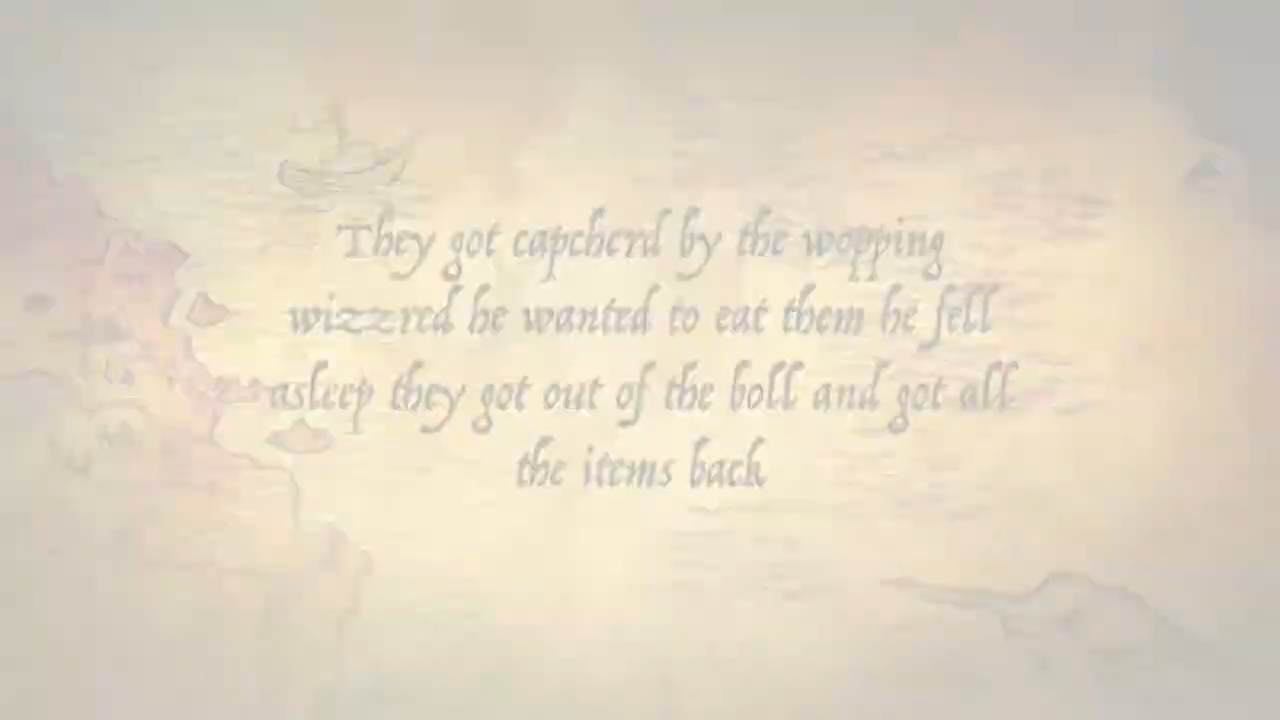 They got capcherd by the wopping
wizzred he wanted to eat them he fell
asleep they got out of the boll and got all
the items back